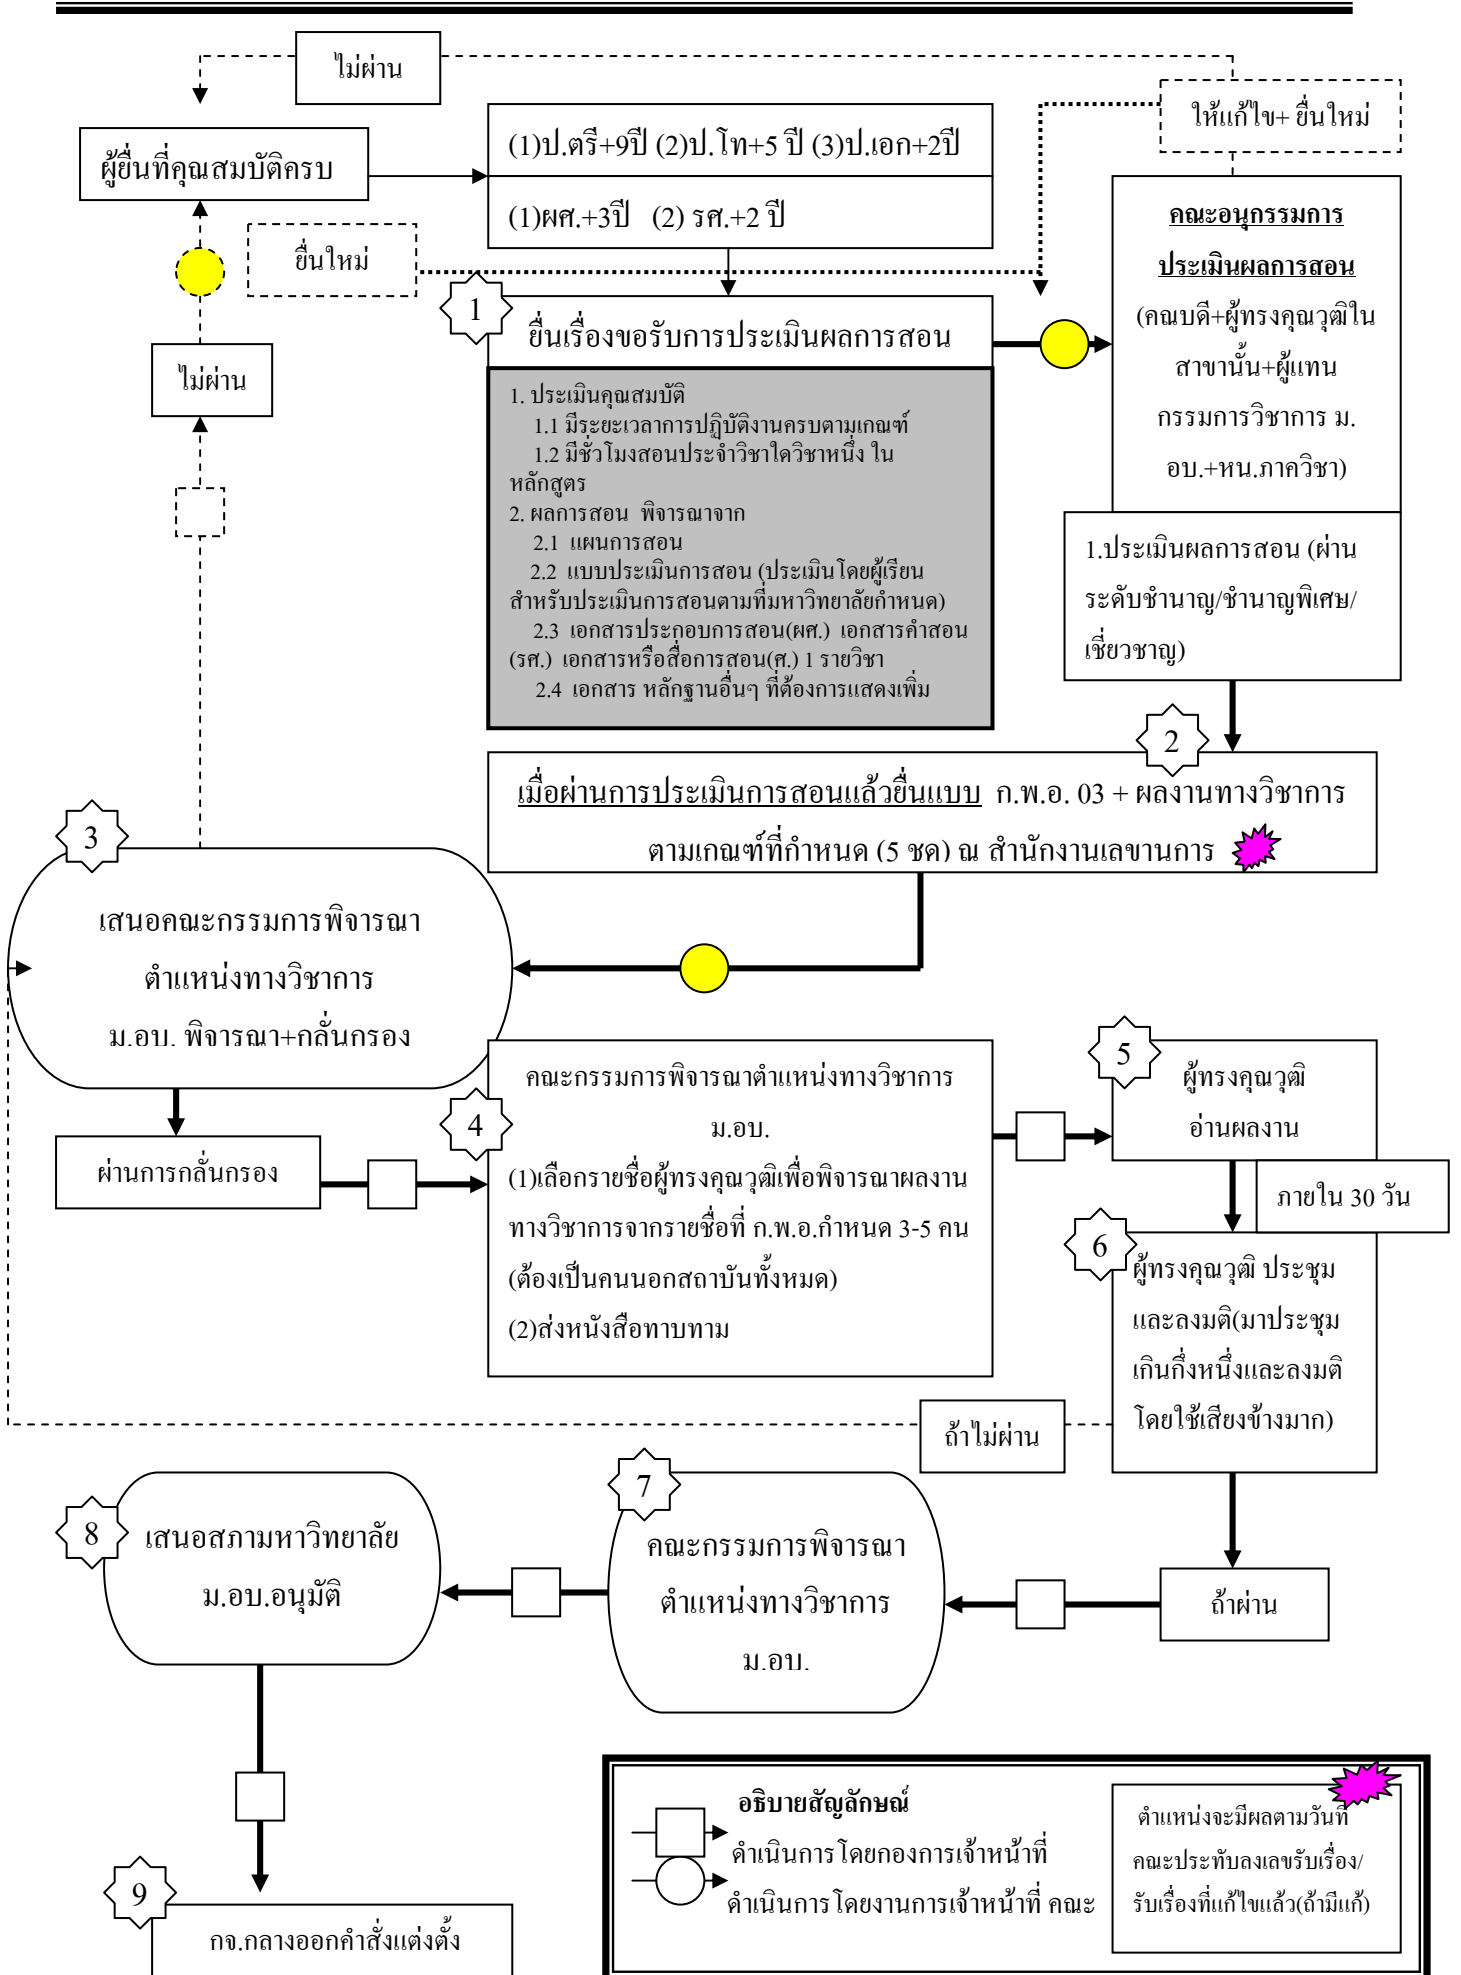 ไม่ผ่าน
ให้แก้ไข+ ยื่นใหม่
ผู้ยื่นที่คุณสมบัติครบ
(1)ป.ตรี+9ปี (2)ป.โท+5 ปี (3)ป.เอก+2ปี
(1)ผศ.+3ปี (2) รศ.+2 ปี
ยื่นใหม่
ไม่ผ่าน
1
ยื่นเรื่องขอรับการประเมินผลการสอน
1. ประเมินคุณสมบัติ
1.1 มีระยะเวลาการปฏิบัติงานครบตามเกณฑ์
1.2 มีชั่วโมงสอนประจำวิชาใดวิชาหนึ่ง ใน
หลักสูตร
2. ผลการสอน พิจารณาจาก
2.1 แผนการสอน
2.2 แบบประเมินการสอน (ประเมินโดยผู้เรียน
สำหรับประเมินการสอนตามที่มหาวิทยาลัยกำหนด)
2.3 เอกสารประกอบการสอน(ผศ.) เอกสารคำสอน
(รศ.) เอกสารหรือสื่อการสอน(ศ.) 1 รายวิชา
2.4 เอกสาร หลักฐานอื่นๆ ที่ต้องการแสดงเพิ่ม
คณะอนุกรรมการ
ประเมินผลการสอน
(คณบดี+ผู้ทรงคุณวุฒิใน
สาขานั้น+ผู้แทน
กรรมการวิชาการ ม.
อบ.+หน.ภาควิชา)
1.ประเมินผลการสอน (ผ่าน
ระดับชำนาญ/ชำนาญพิเศษ/
เชี่ยวชาญ)
2
เมื่อผ่านการประเมินการสอนแล้วยื่นแบบ ก.พ.อ. 03 + ผลงานทางวิชาการ
ตามเกณฑ์ที่กำหนด (5 ชุด) ณ สำนักงานเลขานุการ
3
เสนอคณะกรรมการพิจารณา
ตำแหน่งทางวิชาการ
ม.อบ. พิจารณา+กลั่นกรอง
ผ่านการกลั่นกรอง
4
คณะกรรมการพิจารณาตำแหน่งทางวิชาการ
ม.อบ.
(1)เลือกรายชื่อผู้ทรงคุณวุฒิเพื่อพิจารณาผลงาน
ทางวิชาการจากรายชื่อที่ ก.พ.อ.กำหนด 3-5 คน
(ต้องเป็นคนนอกสถาบันทั้งหมด)
(2)ส่งหนังสือทาบทาม
5
ผู้ทรงคุณวุฒิ
อ่านผลงาน
ภายใน 30 วัน
6
ผู้ทรงคุณวุฒิ ประชุม
และลงมติ(มาประชุม
เกินกึ่งหนึ่งและลงมติ
โดยใช้เสียงข้างมาก)
ถ้าไม่ผ่าน
ถ้าผ่าน
7
คณะกรรมการพิจารณา
ตำแหน่งทางวิชาการ
ม.อบ.
8
เสนอสภามหาวิทยาลัย
ม.อบ.อนุมัติ
9
กจ.กลางออกคำสั่งแต่งตั้ง
อธิบายสัญลักษณ์
ดำเนินการโดยกองการเจ้าหน้าที่
ดำเนินการโดยงานการเจ้าหน้าที่ คณะ
ตำแหน่งจะมีผลตามวันที่
คณะประทับลงเลขรับเรื่อง/
รับเรื่องที่แก้ไขแล้ว(ถ้ามีแก้)